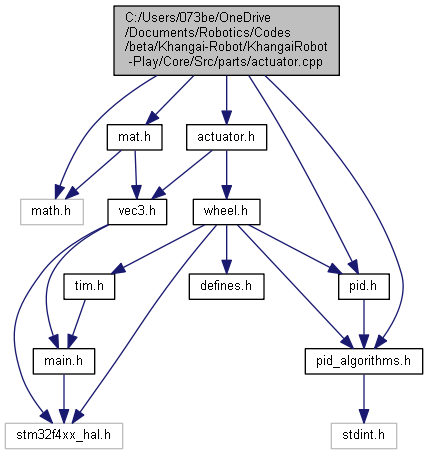 C:/Users/073be/OneDrive
/Documents/Robotics/Codes
/beta/Khangai-Robot/KhangaiRobot
-Play/Core/Src/parts/actuator.cpp
mat.h
actuator.h
math.h
vec3.h
wheel.h
tim.h
defines.h
pid.h
main.h
pid_algorithms.h
stm32f4xx_hal.h
stdint.h